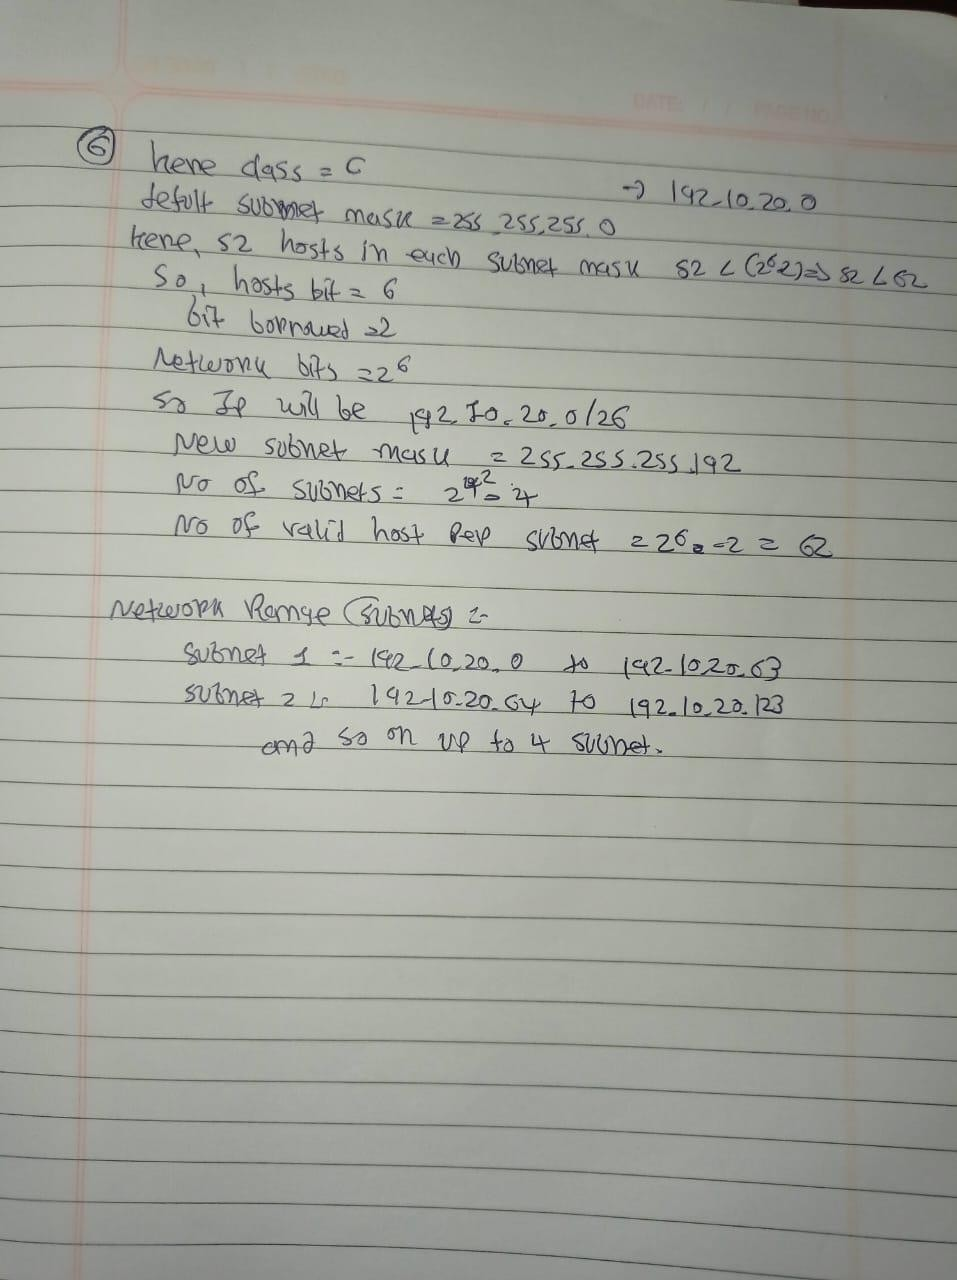 DATE: / / PAGE NO
6 here class = C
→ 192.10.20.0
defult subnet mask = 255.255.255.0
here, 52 hosts in each subnet mask 52 < (2^6-2) => 52 < 62
So, hosts bit = 6
bit borrowed = 2
Network bits = 26
so IP will be 192.10.20.0/26
New subnet mask = 255.255.255.192
No of subnets = 2^2 = 4
No of valid host Per subnet = 2^6 - 2 = 62
Network Range (subnets) :-
subnet 1 :- 192.10.20.0 to 192.10.20.63
subnet 2 :- 192.10.20.64 to 192.10.20.123
and so on up to 4 subnet.